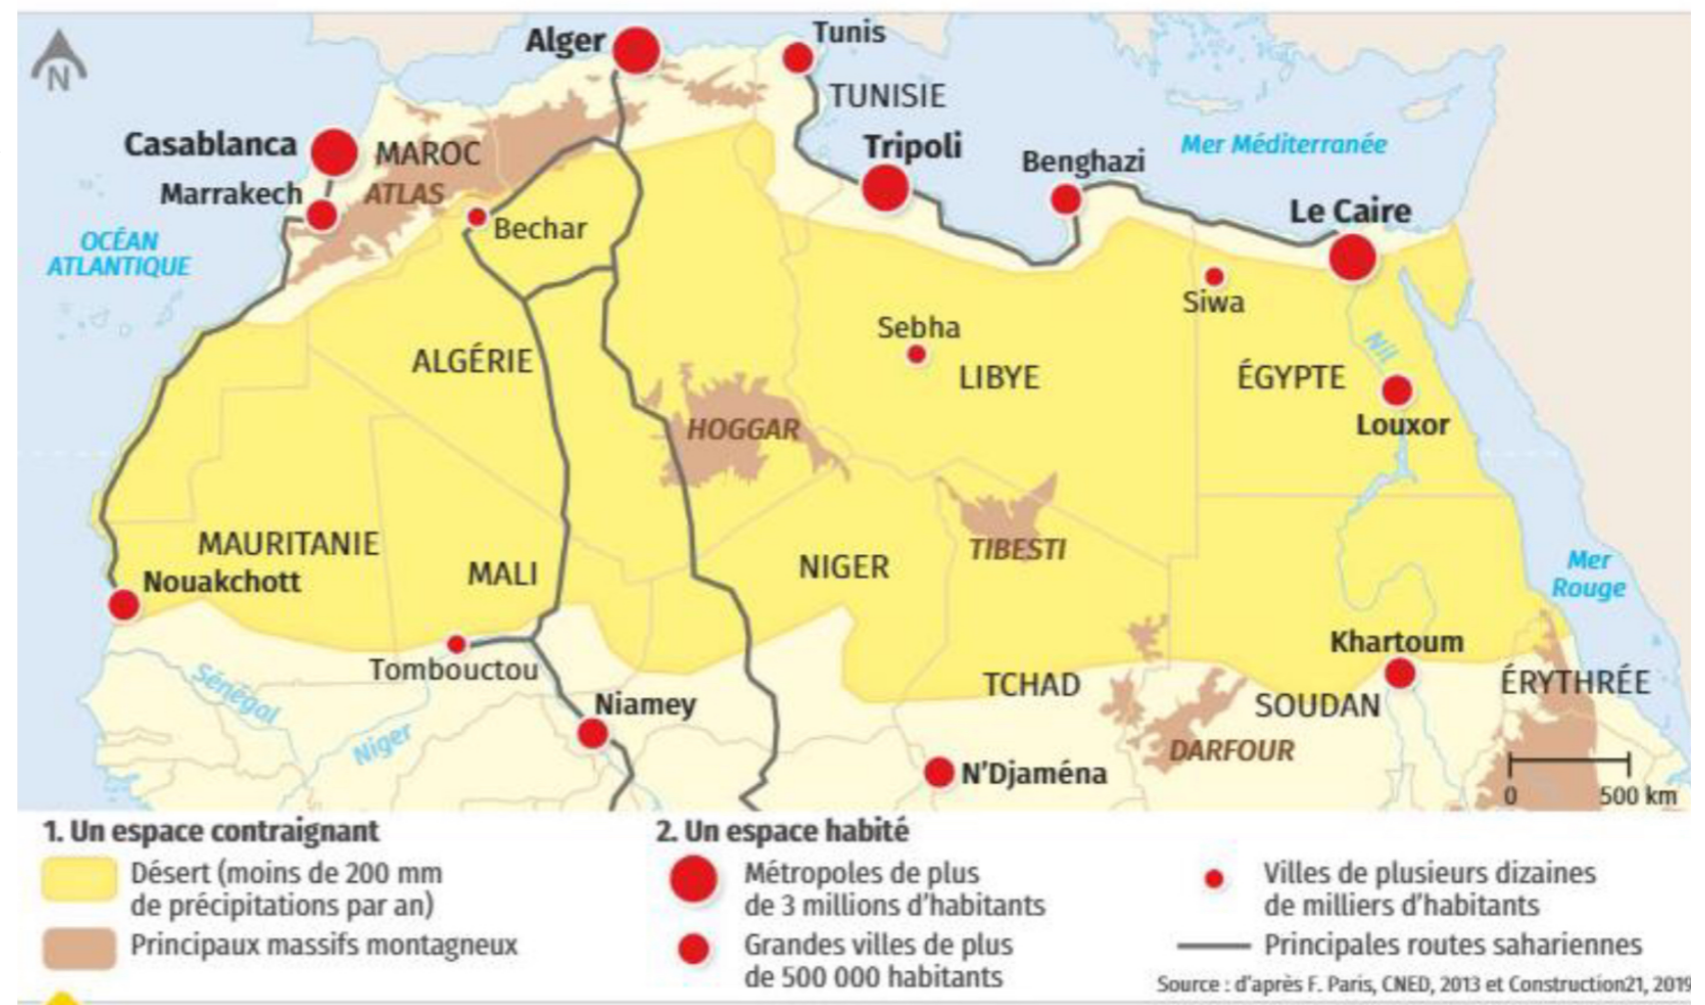 Alger
Tunis
TUNISIE
Casablanca
MAROC
Tripoli
Benghazi
Mer Méditerranée
Marrakech
ATLAS
Le Caire
Bechar
OCÉAN
ATLANTIQUE
Siwa
Sebha
ALGÉRIE
LIBYE
ÉGYPTE
Nil
HOGGAR
Louxor
MAURITANIE
MALI
NIGER
TIBESTI
Mer
Rouge
Nouakchott
Khartoum
Tombouctou
Sénégal
TCHAD
ÉRYTHRÉE
SOUDAN
Niamey
Niger
DARFOUR
N'Djaména
0 500 km
N
1. Un espace contraignant
Désert (moins de 200 mm
de précipitations par an)
Principaux massifs montagneux
2. Un espace habité
Métropoles de plus
de 3 millions d'habitants
Grandes villes de plus
de 500 000 habitants
Villes de plusieurs dizaines
de milliers d'habitants
Principales routes sahariennes
Source : d'après F. Paris, CNED, 2013 et Construction21, 2019